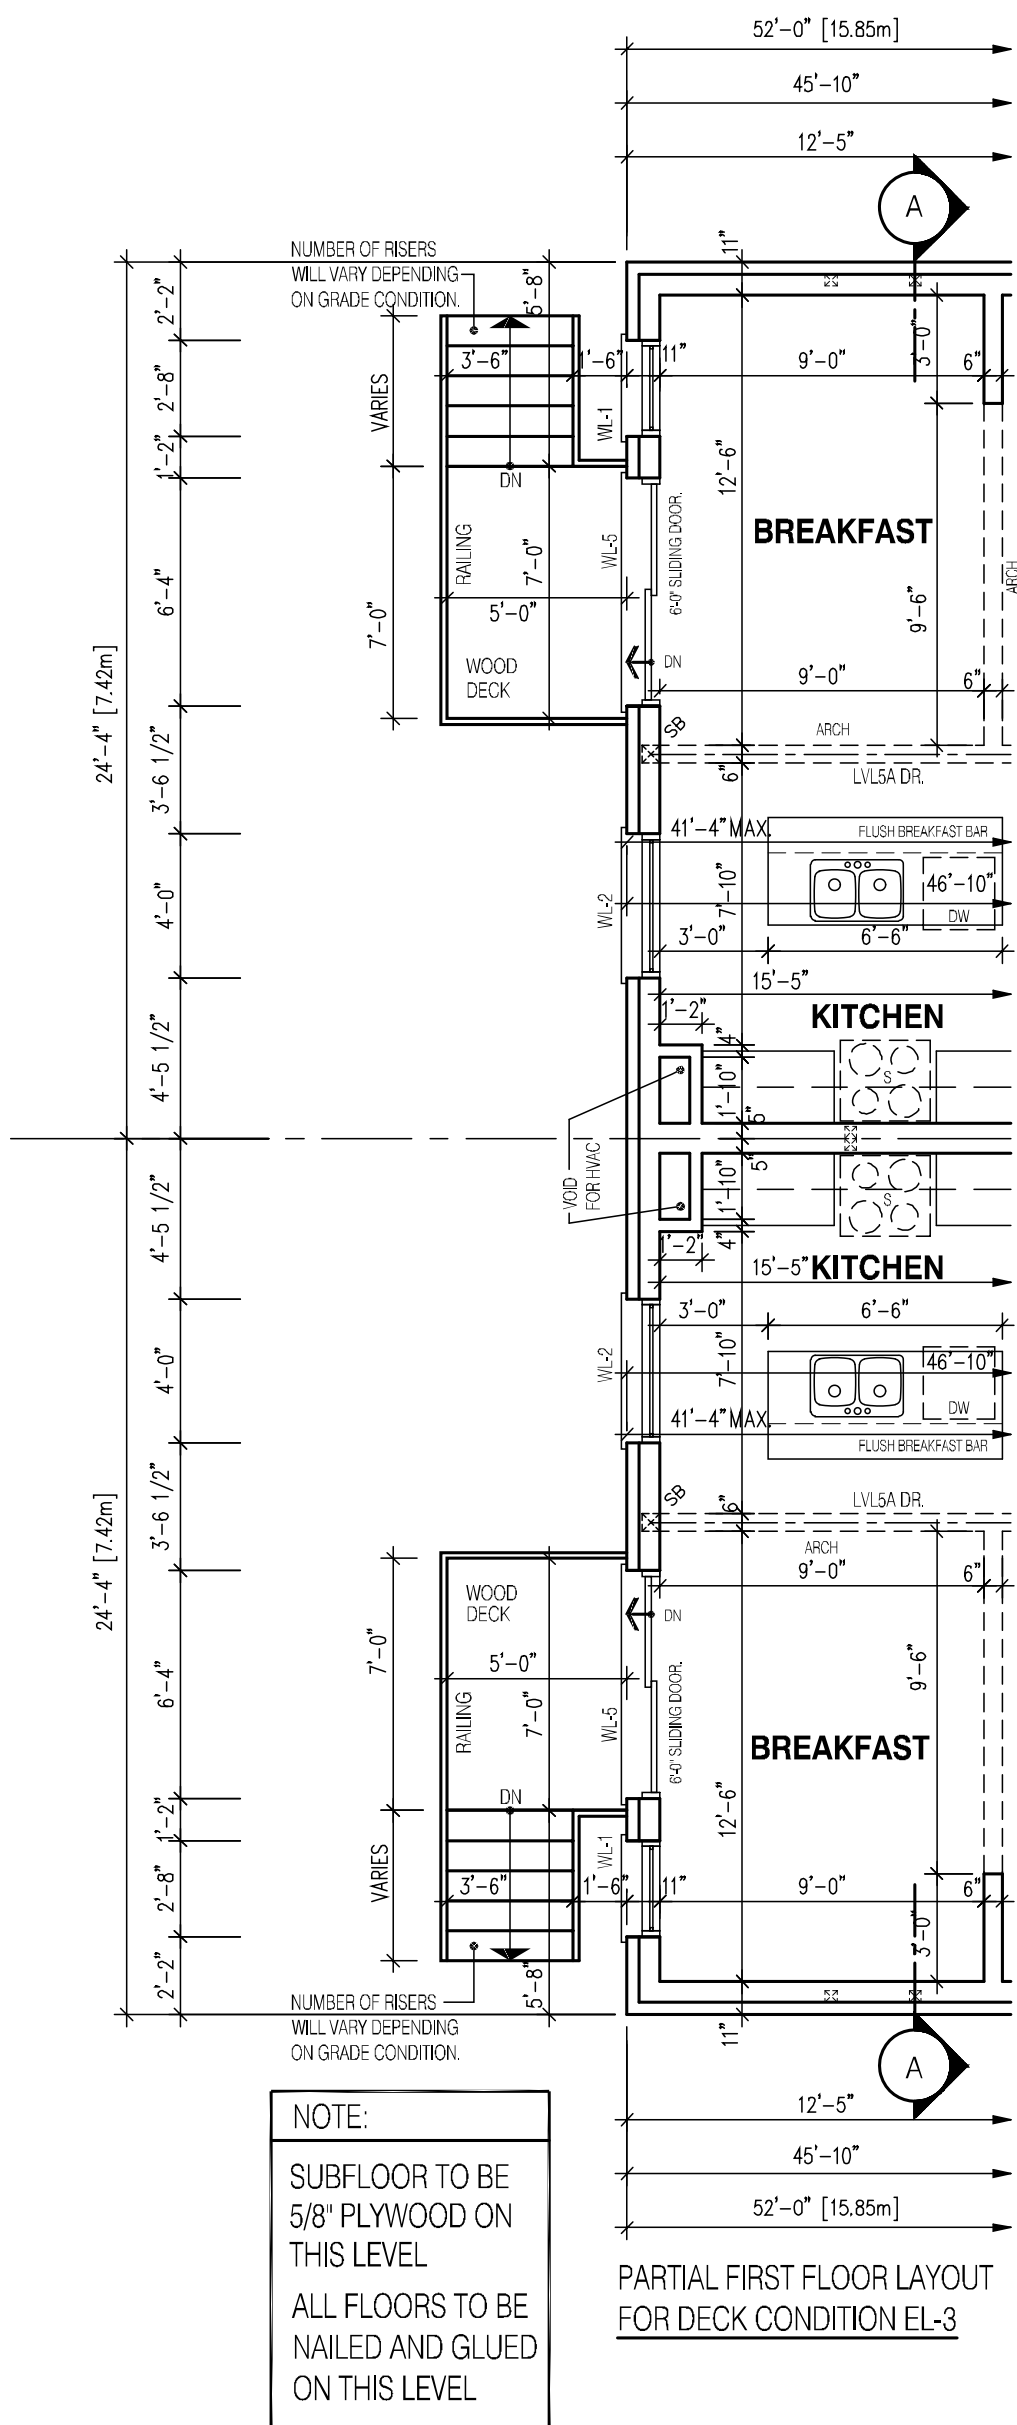 52'-0" [15.85m]
45'-10"
12'-5"
A
11"
NUMBER OF RISERS
WILL VARY DEPENDING
ON GRADE CONDITION.
5'-8"
2'-2"
3'-6"
1'-6"
11"
9'-0"
3'-0"
6"
2'-8"
VARIES
WL-1
1'-2"
DN
12'-6"
BREAKFAST
RAILING
7'-0"
WL-5
6'-0" SLIDING DOOR.
ARCH
6'-4"
7'-0"
5'-0"
9'-6"
WOOD
DECK
DN
9'-0"
6"
24'-4" [7.42m]
SB
ARCH
3'-6 1/2"
6"
LVL5A DR.
41'-4" MAX.
FLUSH BREAKFAST BAR
4'-0"
WL-2
7'-10"
46'-10"
DW
3'-0"
6'-6"
15'-5"
1'-2"
KITCHEN
4'-5 1/2"
4"
1'-10"
S
5"
VOID
FOR HVAC
5"
1'-10"
S
4'-5 1/2"
4"
1'-2"
15'-5"
KITCHEN
3'-0"
6'-6"
4'-0"
WL-2
7'-10"
46'-10"
DW
41'-4" MAX.
FLUSH BREAKFAST BAR
3'-6 1/2"
24'-4" [7.42m]
SB
6"
LVL5A DR.
ARCH
9'-0"
6"
WOOD
DECK
DN
7'-0"
5'-0"
9'-6"
6'-4"
RAILING
7'-0"
WL-5
6'-0" SLIDING DOOR.
BREAKFAST
DN
12'-6"
1'-2"
WL-1
VARIES
2'-8"
3'-6"
1'-6"
11"
9'-0"
6"
3'-0"
2'-2"
5'-8"
NUMBER OF RISERS
WILL VARY DEPENDING
ON GRADE CONDITION.
11"
A
12'-5"
45'-10"
52'-0" [15.85m]
NOTE:
SUBFLOOR TO BE
5/8" PLYWOOD ON
THIS LEVEL
ALL FLOORS TO BE
NAILED AND GLUED
ON THIS LEVEL
PARTIAL FIRST FLOOR LAYOUT
FOR DECK CONDITION EL-3